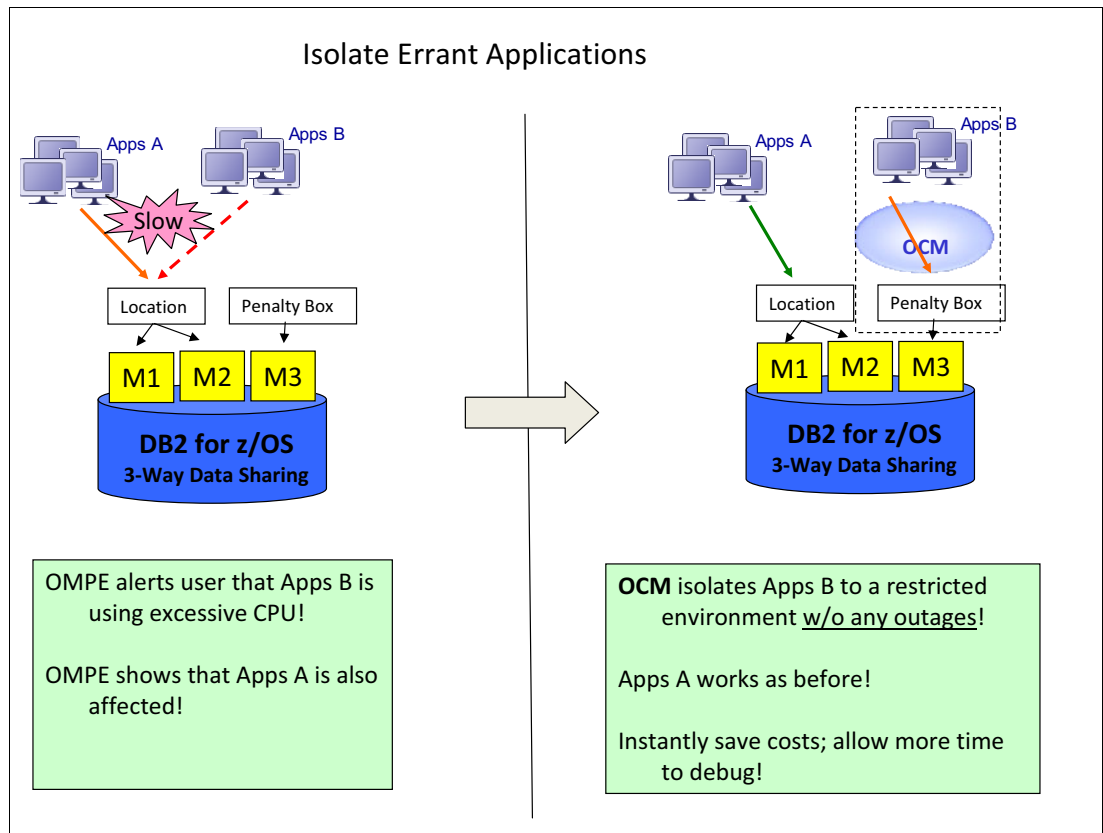 Isolate Errant Applications
Apps A
Apps B
Slow
Location
Penalty Box
M1
M2
M3
DB2 for z/OS
3-Way Data Sharing
OMPE alerts user that Apps B is
using excessive CPU!
OMPE shows that Apps A is also
affected!
Apps A
Apps B
OCM
Location
Penalty Box
M1
M2
M3
DB2 for z/OS
3-Way Data Sharing
OCM isolates Apps B to a restricted
environment w/o any outages!
Apps A works as before!
Instantly save costs; allow more time
to debug!